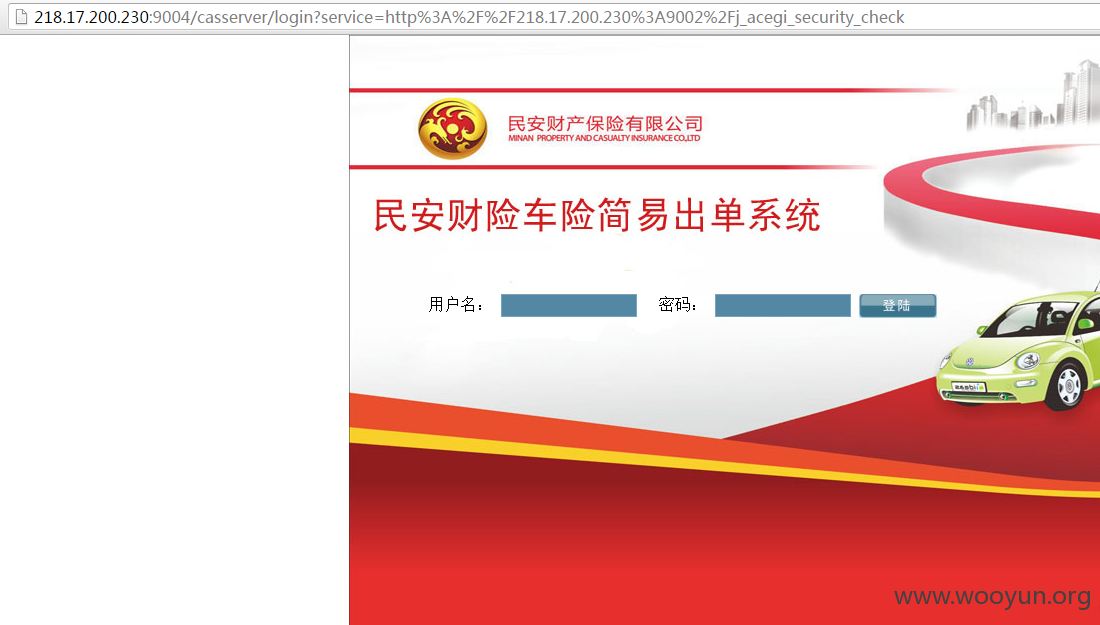 218.17.200.230:9004/casserver/login?service=http%3A%2F%2F218.17.200.230%3A9002%2Fj_acegi_security_check
民安财产保险有限公司
MINAN PROPERTY AND CASUALTY INSURANCE CO,.LTD
民安财险车险简易出单系统
用户名： 密码： 登陆
www.wooyun.org